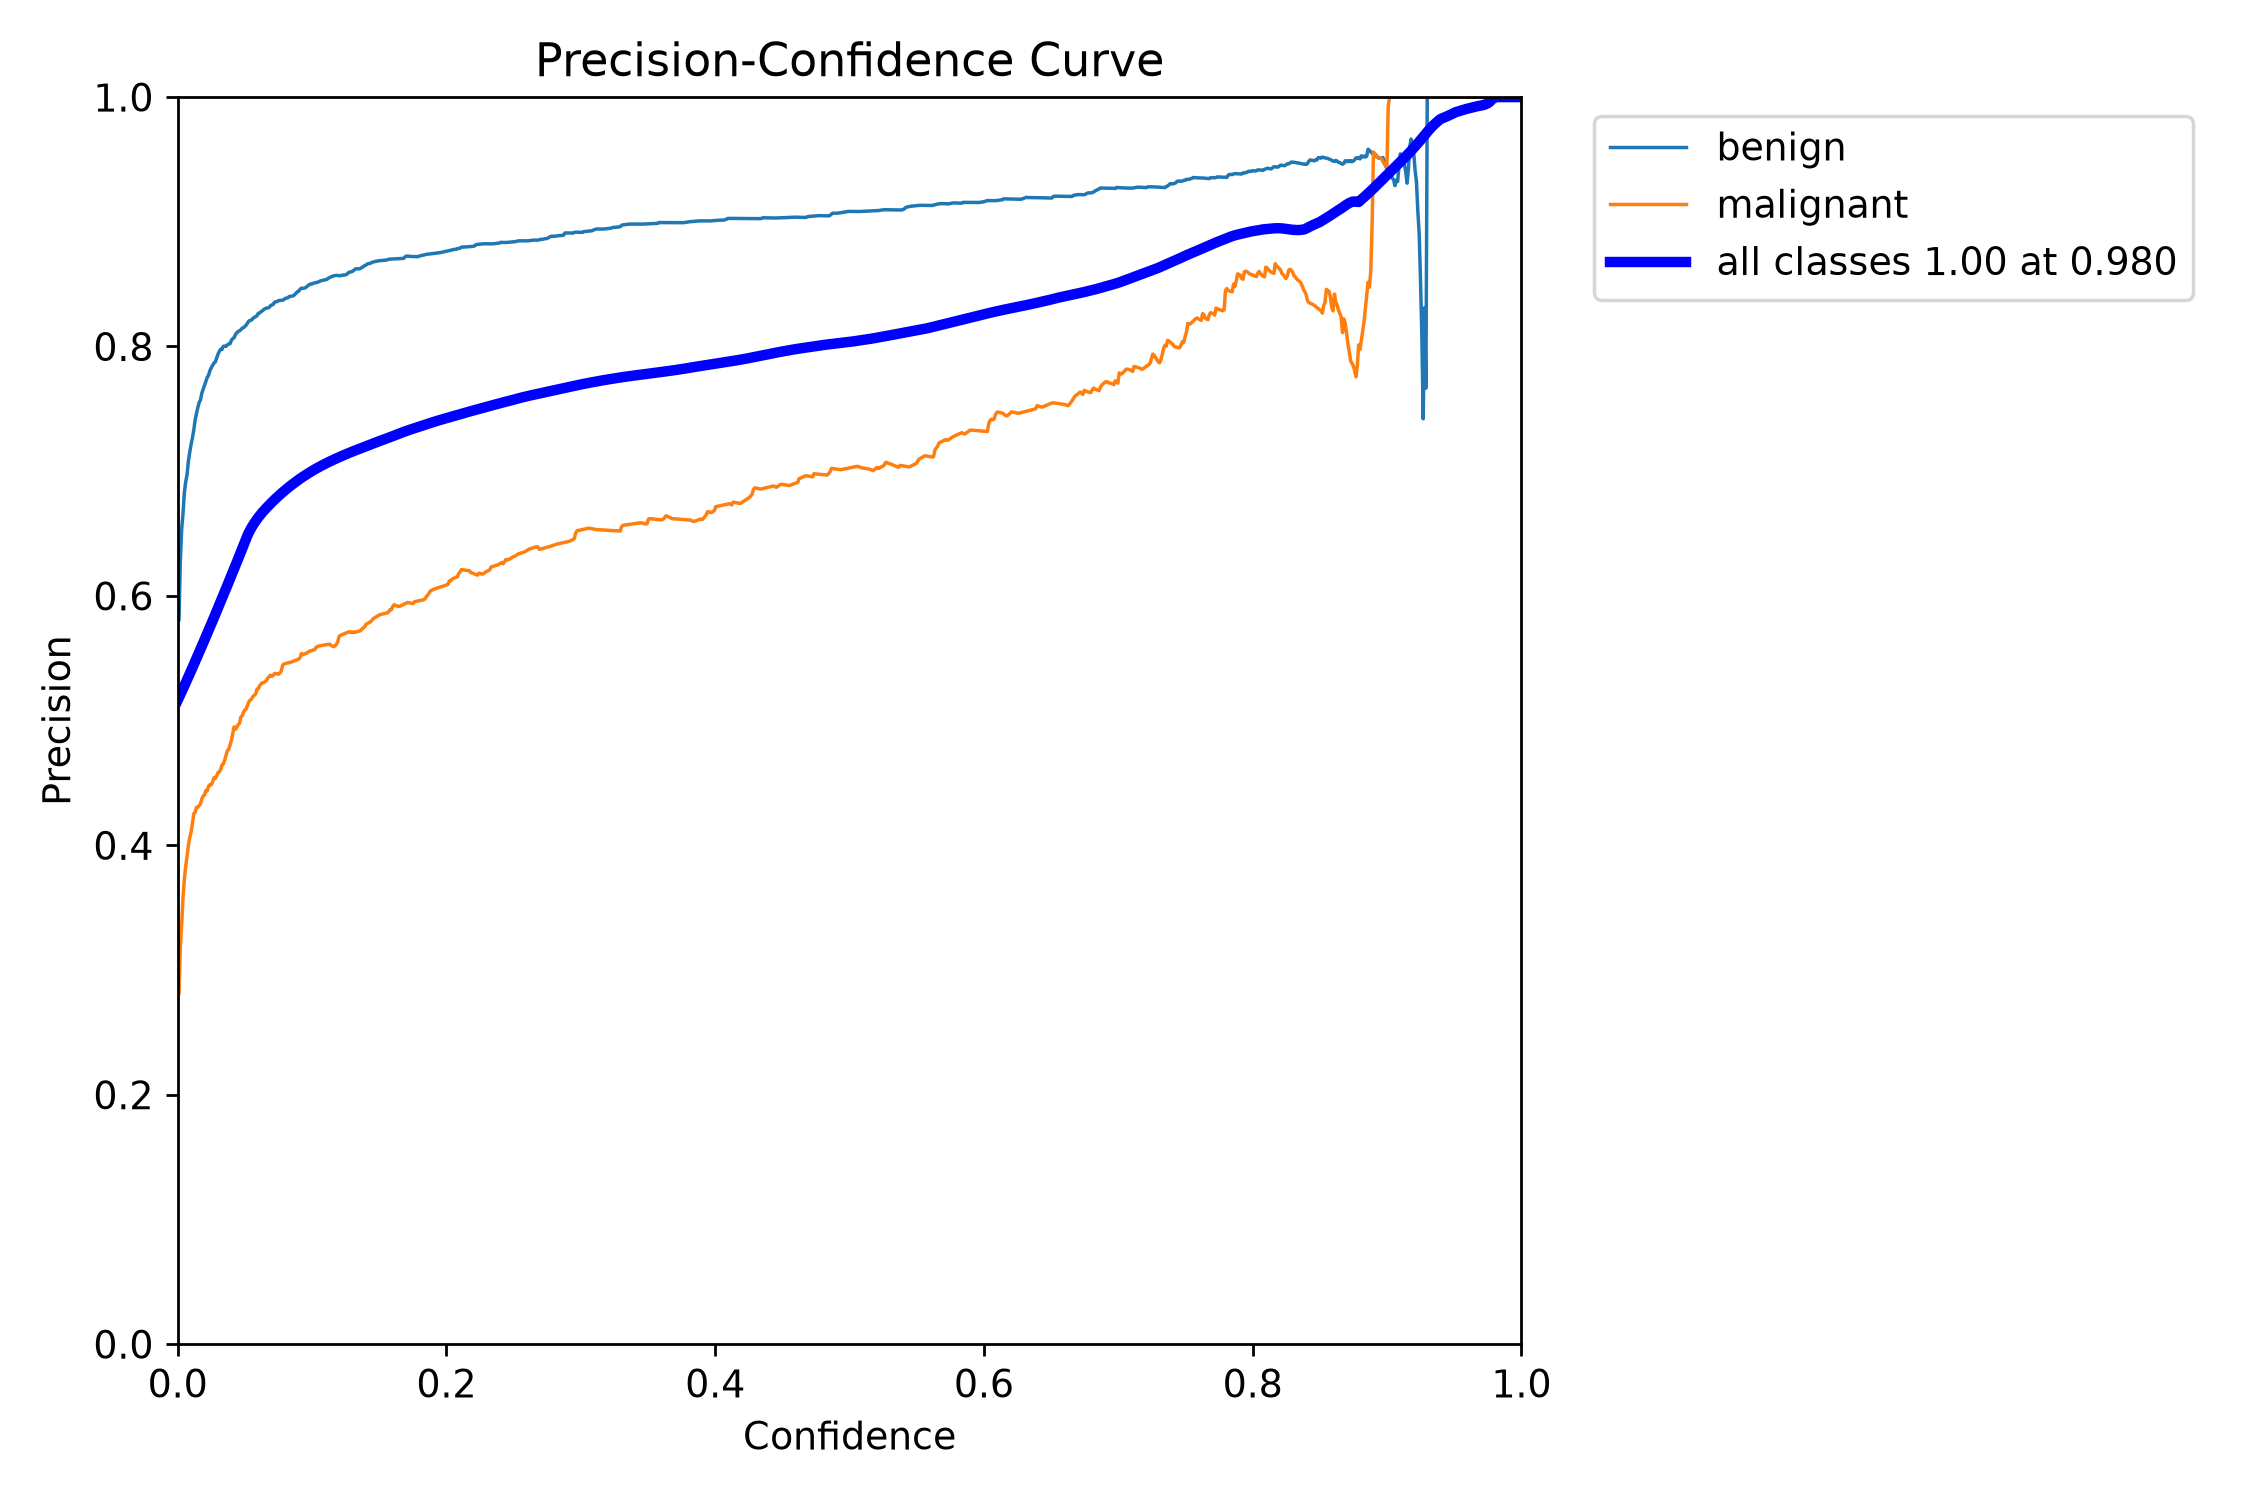 Precision-Confidence Curve
1.0
0.8
0.6
0.4
0.2
0.0
Precision
0.0 0.2 0.4 0.6 0.8 1.0
Confidence
benign
malignant
all classes 1.00 at 0.980